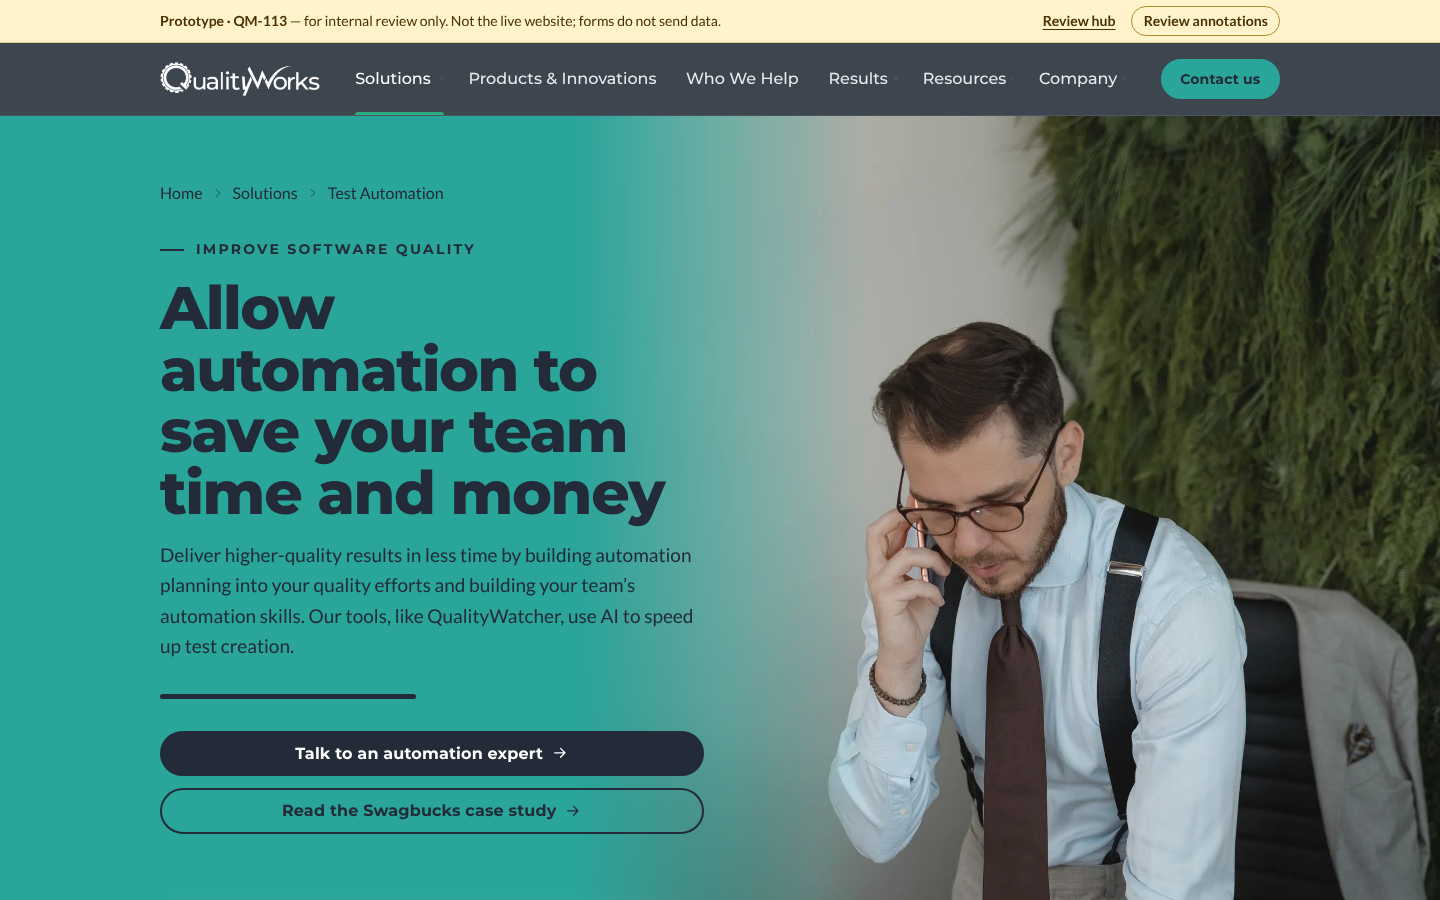 Prototype · QM-113 — for internal review only. Not the live website; forms do not send data.
Review hub
Review annotations
QualityWorks
Solutions
Products & Innovations
Who We Help
Results
Resources
Company
Contact us
Home > Solutions > Test Automation
IMPROVE SOFTWARE QUALITY
Allow
automation to
save your team
time and money
Deliver higher-quality results in less time by building automation
planning into your quality efforts and building your team’s
automation skills. Our tools, like QualityWatcher, use AI to speed
up test creation.
Talk to an automation expert →
Read the Swagbucks case study →